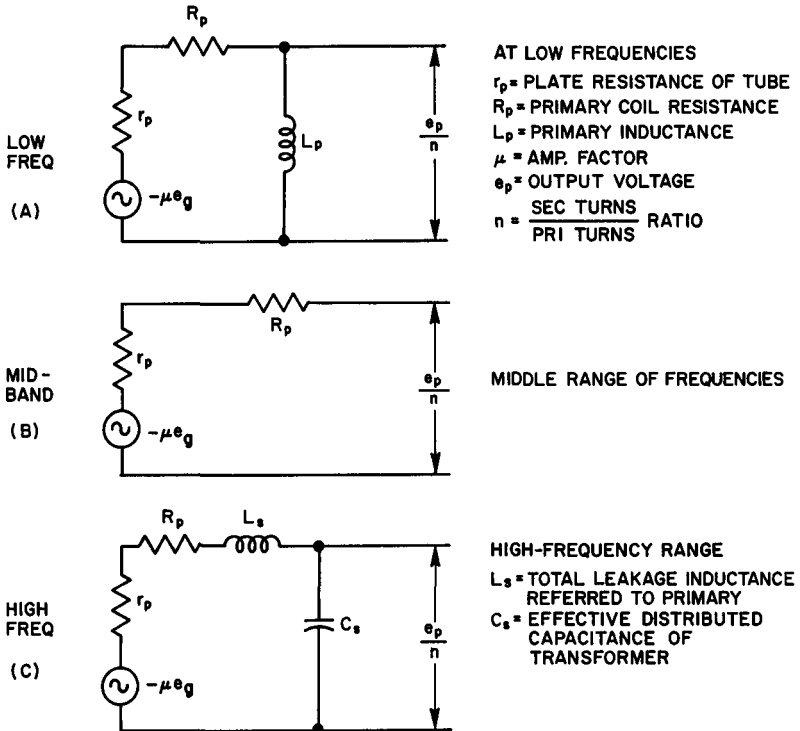 Rp
rp
LOW
FREQ
(A)
Lp
-μeg
ep
n
AT LOW FREQUENCIES
rp = PLATE RESISTANCE OF TUBE
Rp = PRIMARY COIL RESISTANCE
Lp = PRIMARY INDUCTANCE
μ = AMP. FACTOR
ep = OUTPUT VOLTAGE
n = SEC TURNS / PRI TURNS RATIO
Rp
rp
MID-
BAND
(B)
-μeg
ep
n
MIDDLE RANGE OF FREQUENCIES
Rp
Ls
rp
HIGH
FREQ
(C)
Cs
-μeg
ep
n
HIGH-FREQUENCY RANGE
Ls = TOTAL LEAKAGE INDUCTANCE
REFERRED TO PRIMARY
Cs = EFFECTIVE DISTRIBUTED
CAPACITANCE OF
TRANSFORMER